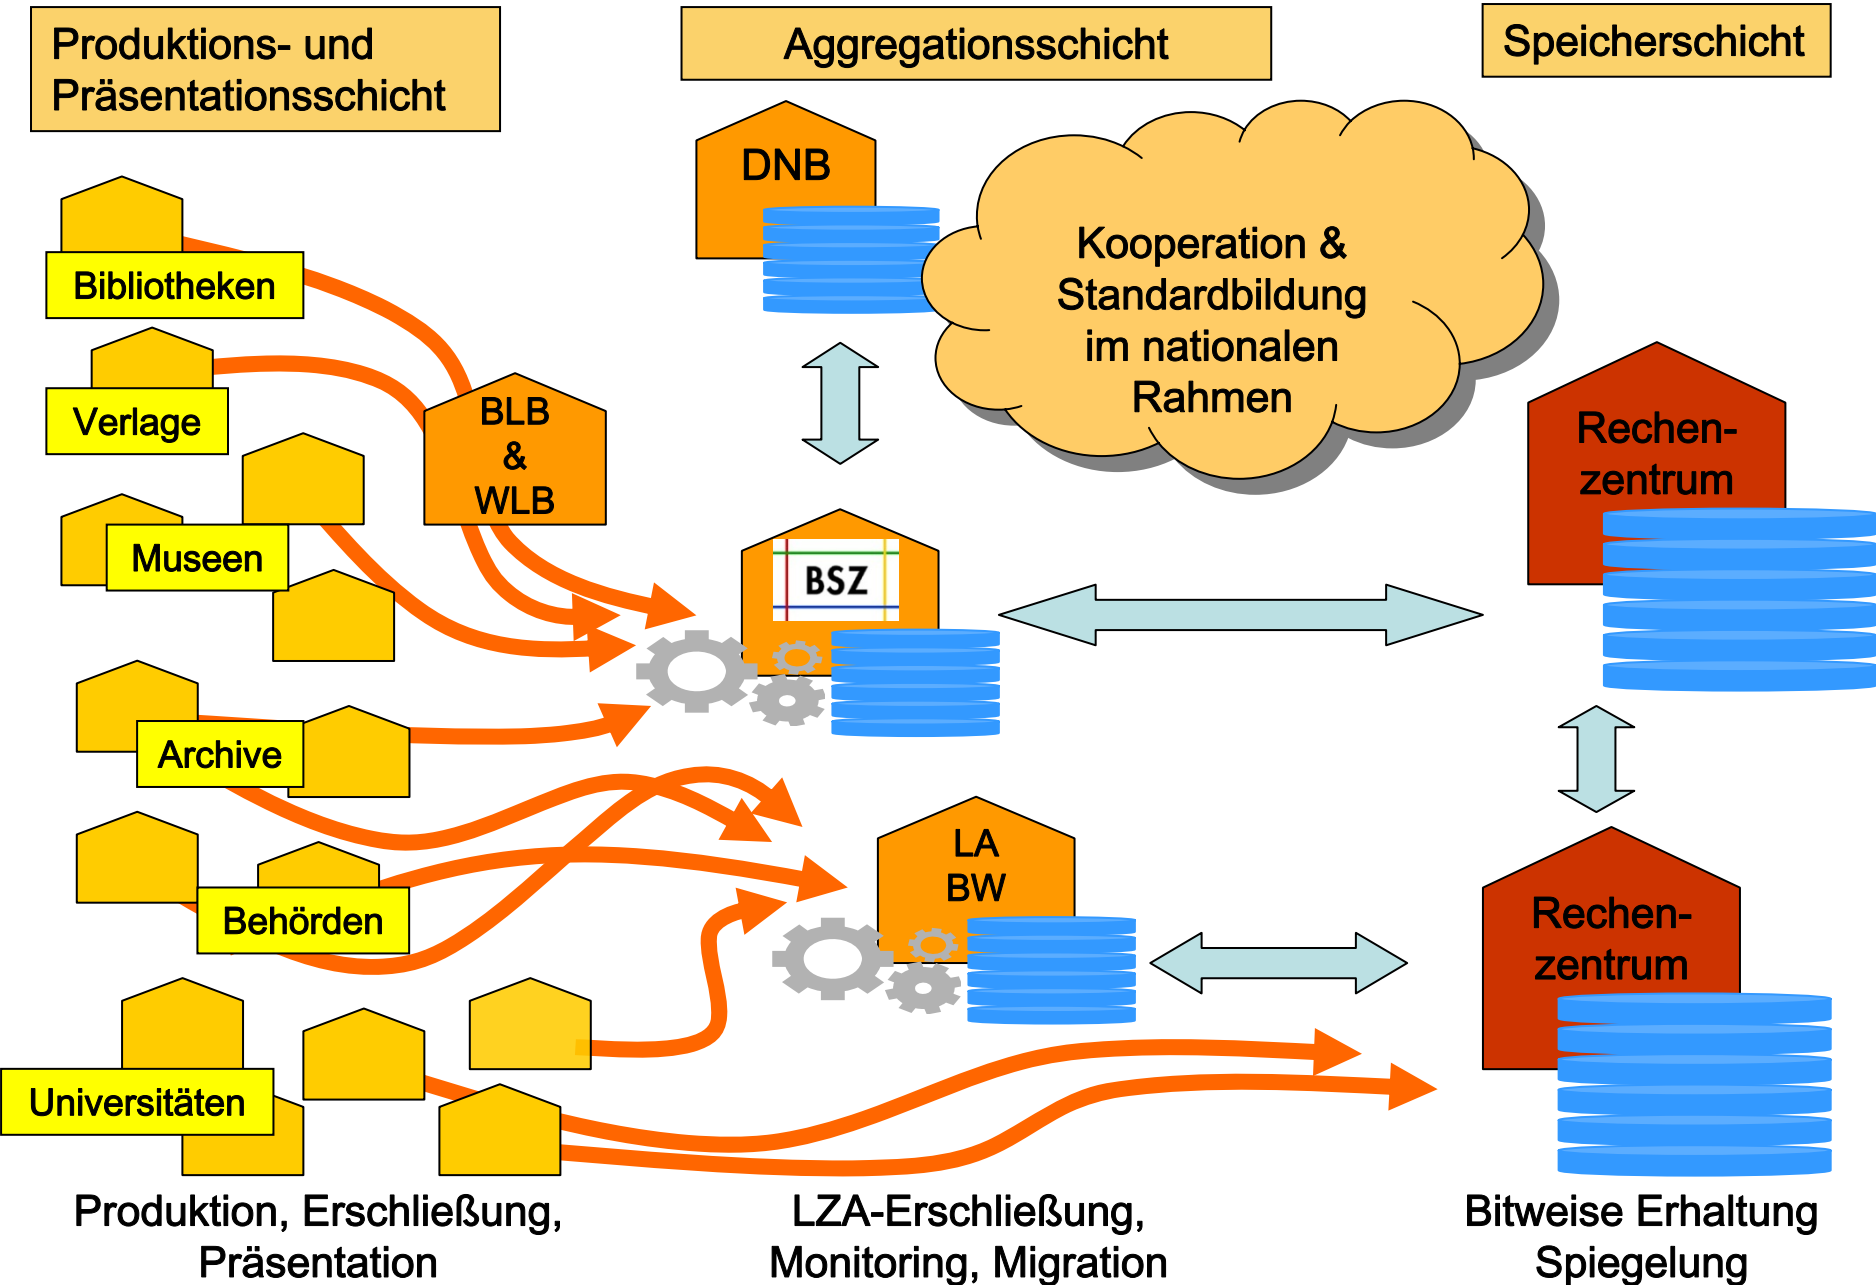 Produktions- und
Präsentationsschicht
Aggregationsschicht
Speicherschicht
DNB
Kooperation &
Standardbildung
im nationalen
Rahmen
Bibliotheken
Verlage
BLB
&
WLB
Museen
BSZ
Rechen-
zentrum
Archive
LA
BW
Behörden
Rechen-
zentrum
Universitäten
Produktion, Erschließung,
Präsentation
LZA-Erschließung,
Monitoring, Migration
Bitweise Erhaltung
Spiegelung